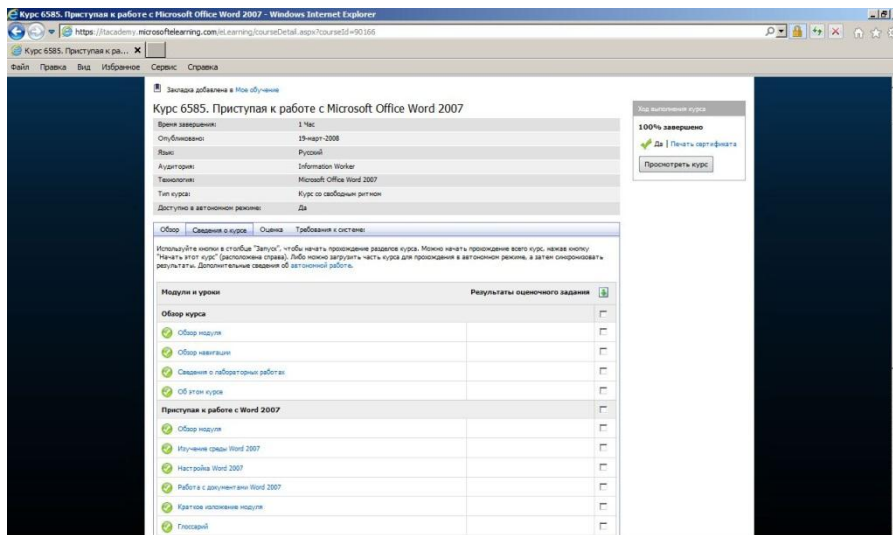 Курс 6585. Приступая к работе с Microsoft Office Word 2007 - Windows Internet Explorer
https://itacademy.microsoftelearning.com/eLearning/courseDetail.aspx?courseId=90166
Курс 6585. Приступая к ра...
Файл Правка Вид Избранное Сервис Справка
Закладка добавлена в Мое обучение
Курс 6585. Приступая к работе с Microsoft Office Word 2007
Время завершения: 1 Час
Опубликовано: 19-март-2008
Язык: Русский
Аудитория: Information Worker
Технология: Microsoft Office Word 2007
Тип курса: Курс со свободным ритмом
Доступно в автономном режиме: Да
Ход выполнения курса
100% завершено
Да | Печать сертификата
Просмотреть курс
Обзор Сведения о курсе Оценка Требования к системе:
Используйте кнопки в столбце "Запуск", чтобы начать прохождение разделов курса. Можно начать прохождение всего курс, нажав кнопку
"Начать этот курс" (расположена справа). Либо можно загрузить часть курса для прохождения в автономном режиме, а затем синхронизовать
результаты. Дополнительные сведения об автономной работе.
Модули и уроки Результаты оценочного задания
Обзор курса
Обзор модуля
Обзор навигации
Сведения о лабораторных работах
Об этом курсе
Приступая к работе с Word 2007
Обзор модуля
Изучение среды Word 2007
Настройка Word 2007
Работа с документами Word 2007
Краткое изложение модуля
Глоссарий